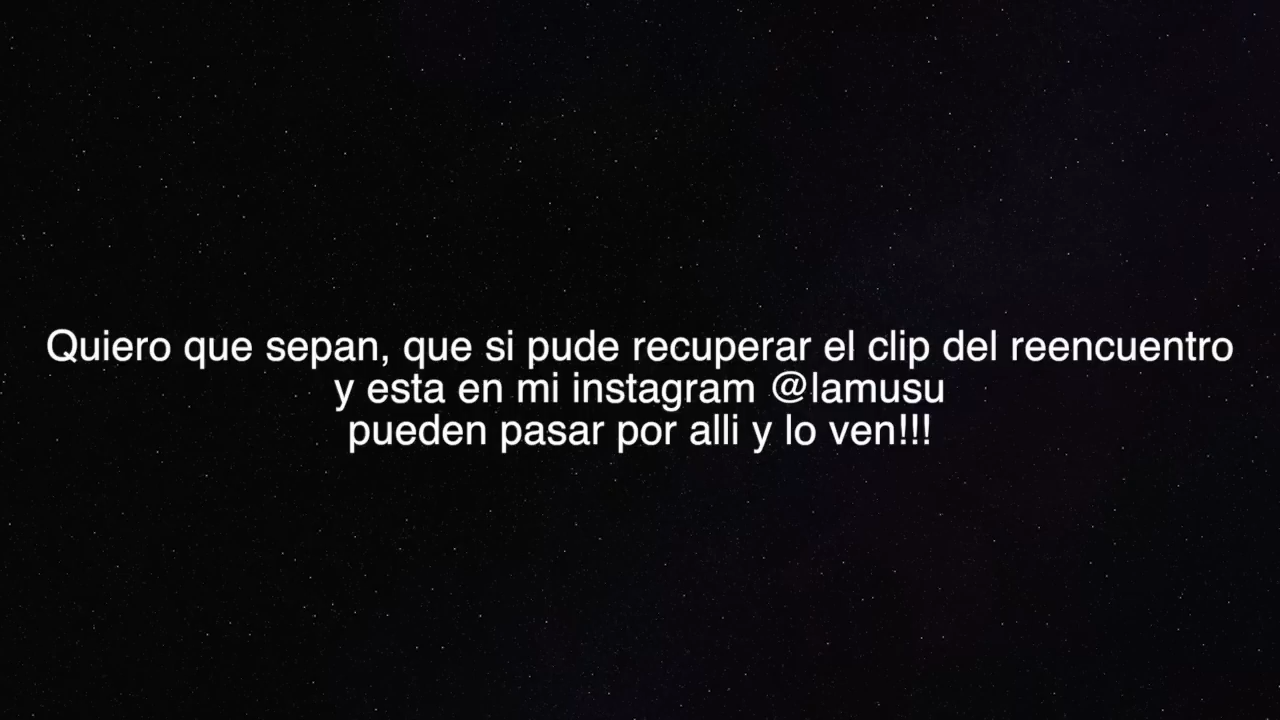 Quiero que sepan, que si pude recuperar el clip del reencuentro
y esta en mi instagram @lamusu
pueden pasar por alli y lo ven!!!